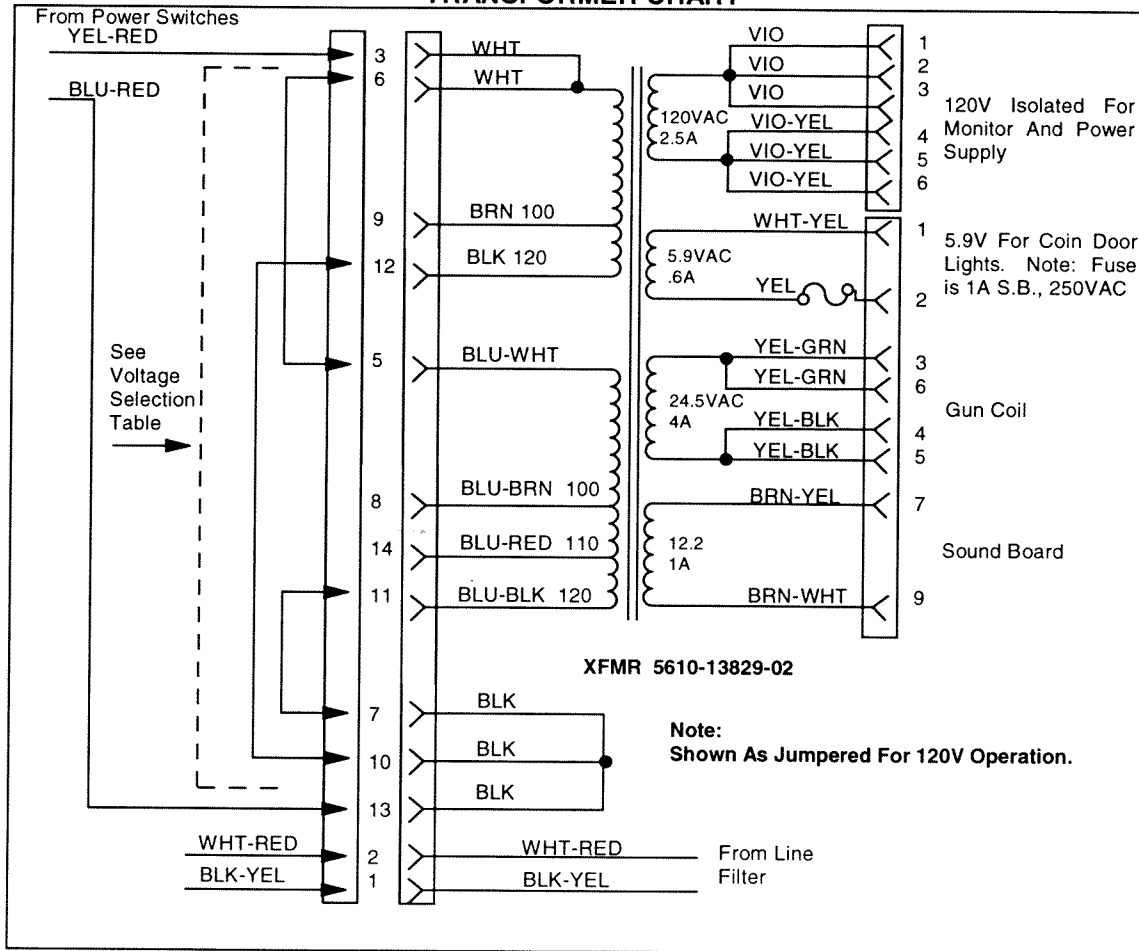 TRANSFORMER CHART
From Power Switches
YEL-RED
BLU-RED
See
Voltage
Selection
Table
3
6
9
12
5
8
14
11
7
10
13
2
1
WHT-RED
BLK-YEL
WHT
WHT
BRN 100
BLK 120
BLU-WHT
BLU-BRN 100
BLU-RED 110
BLU-BLK 120
BLK
BLK
BLK
WHT-RED
BLK-YEL
From Line
Filter
120VAC
2.5A
VIO
VIO
VIO
VIO-YEL
VIO-YEL
VIO-YEL
1
2
3
4
5
6
120V Isolated For
Monitor And Power
Supply
5.9VAC
.6A
WHT-YEL
YEL
1
2
5.9V For Coin Door
Lights. Note: Fuse
is 1A S.B., 250VAC
24.5VAC
4A
YEL-GRN
YEL-GRN
YEL-BLK
YEL-BLK
3
6
4
5
Gun Coil
12.2
1A
BRN-YEL
BRN-WHT
7
9
Sound Board
XFMR 5610-13829-02
Note:
Shown As Jumpered For 120V Operation.